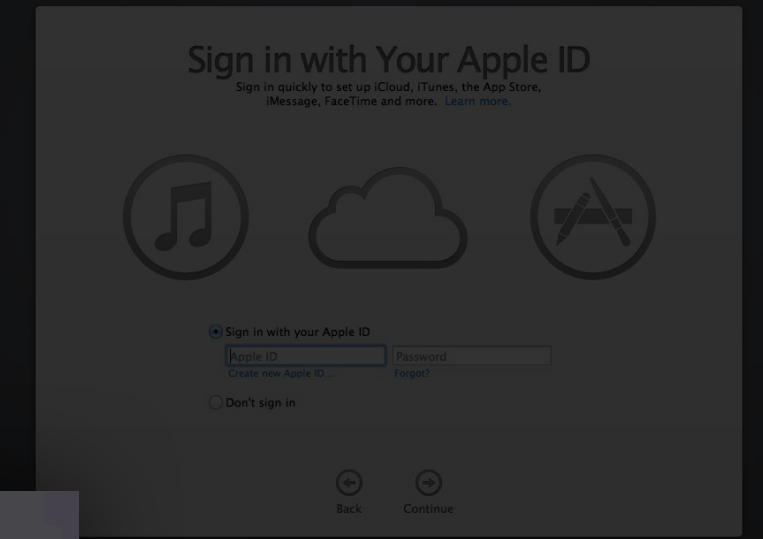 Sign in with Your Apple ID
Sign in quickly to set up iCloud, iTunes, the App Store,
iMessage, FaceTime and more. Learn more.
Sign in with your Apple ID
Apple ID Password
Create new Apple ID ... Forgot?
Don't sign in
Back Continue